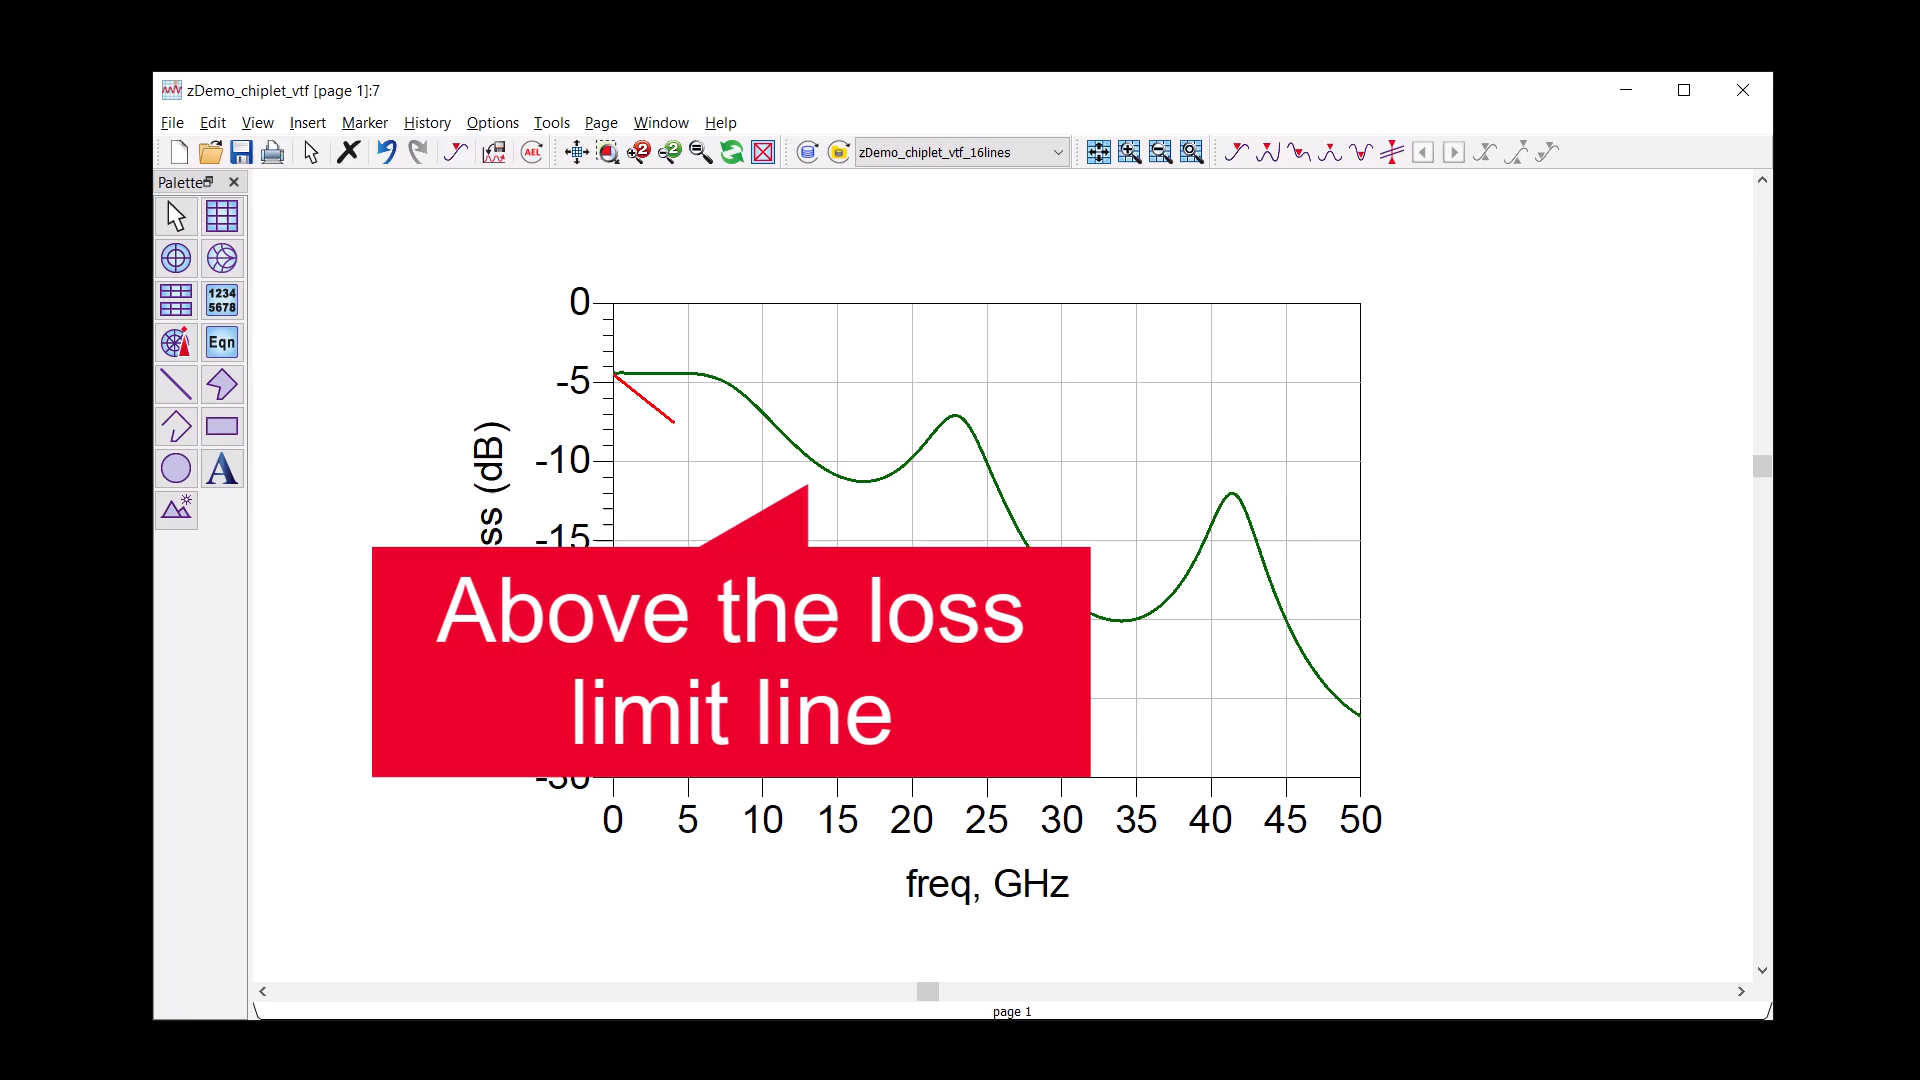 zDemo_chiplet_vtf [page 1]:7
File Edit View Insert Marker History Options Tools Page Window Help
AEL
zDemo_chiplet_vtf_16lines
Palette
1234
5678
Eqn
A
0
-5
-10
-15
-30
ss (dB)
Above the loss
limit line
0 5 10 15 20 25 30 35 40 45 50
freq, GHz
page 1